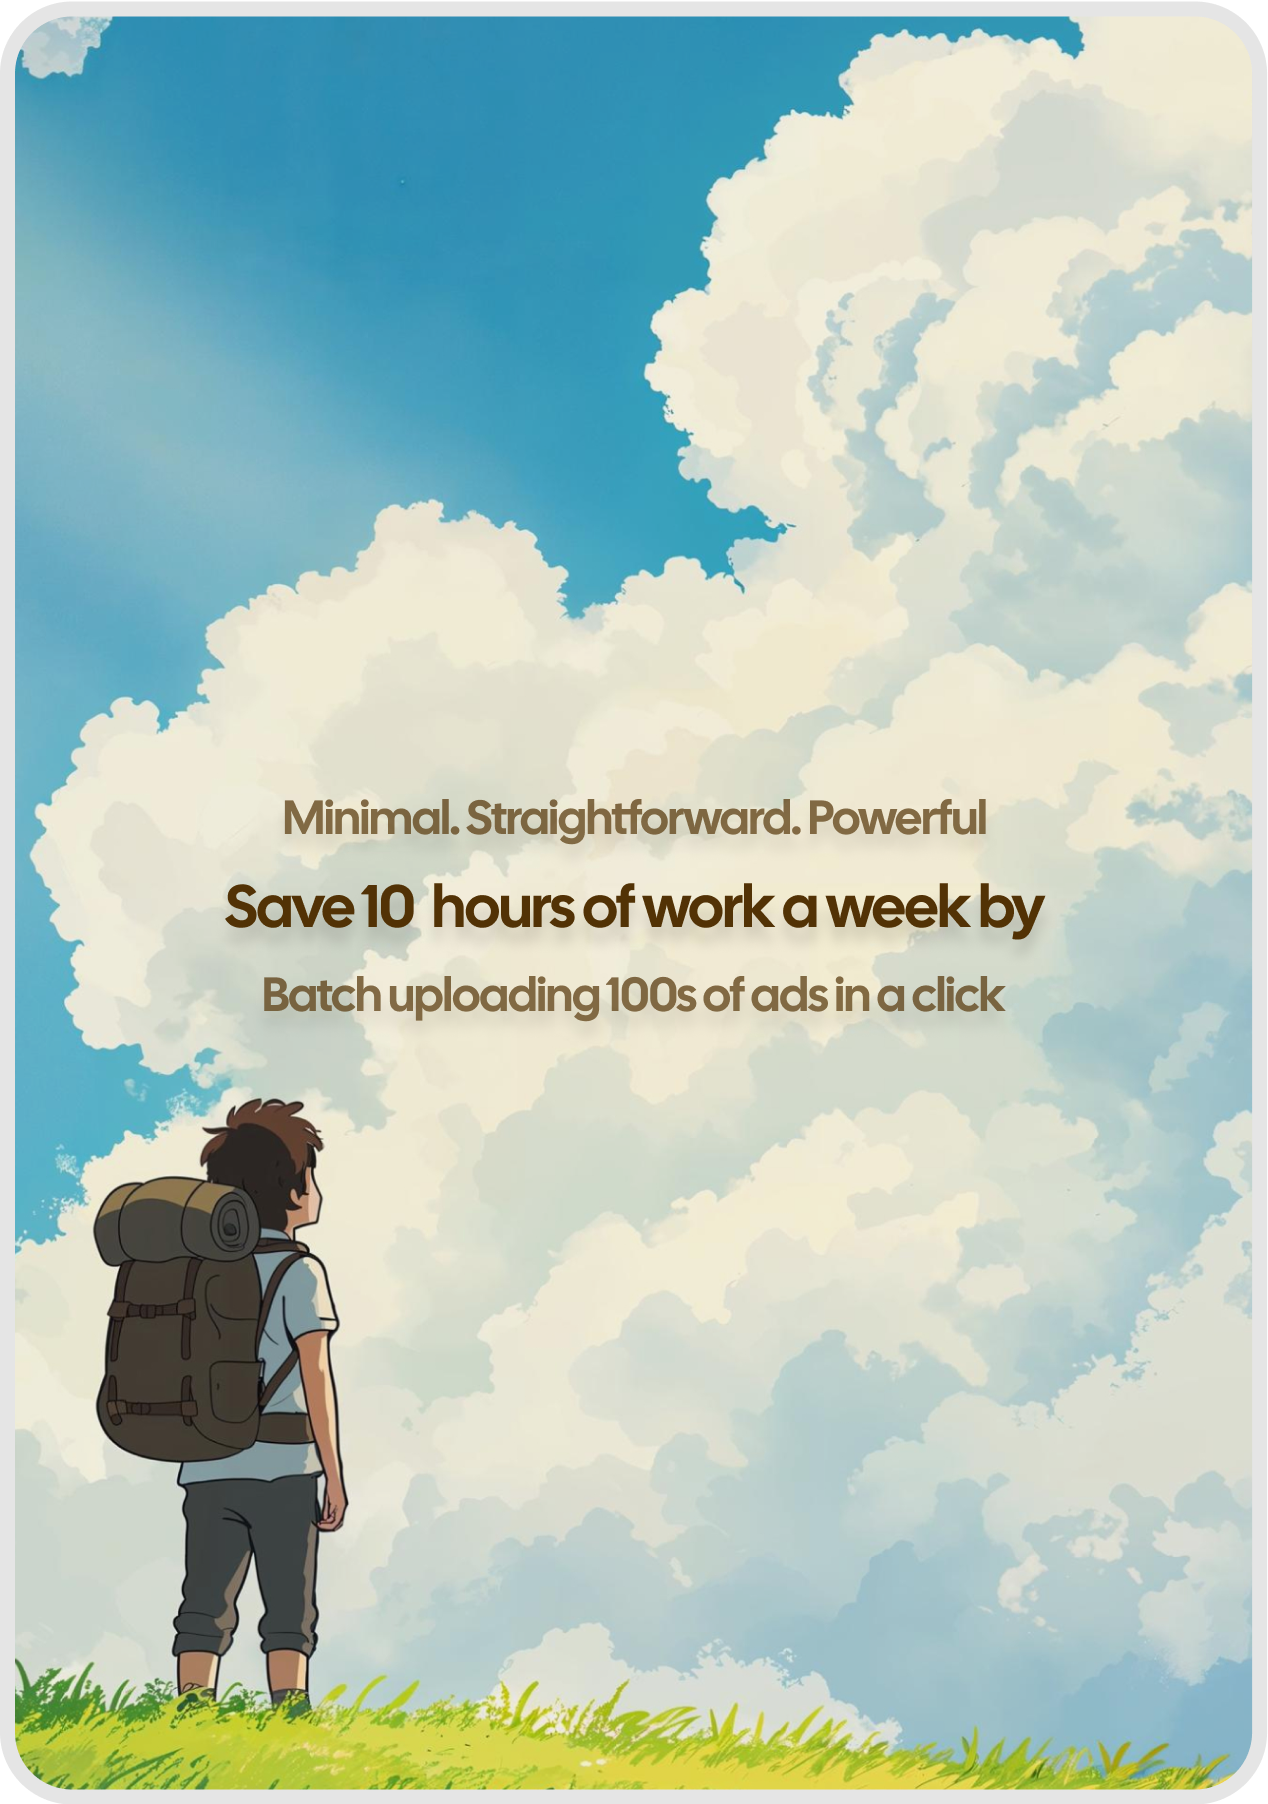 Minimal. Straightforward. Powerful
Save 10 hours of work a week by
Batch uploading 100s of ads in a click